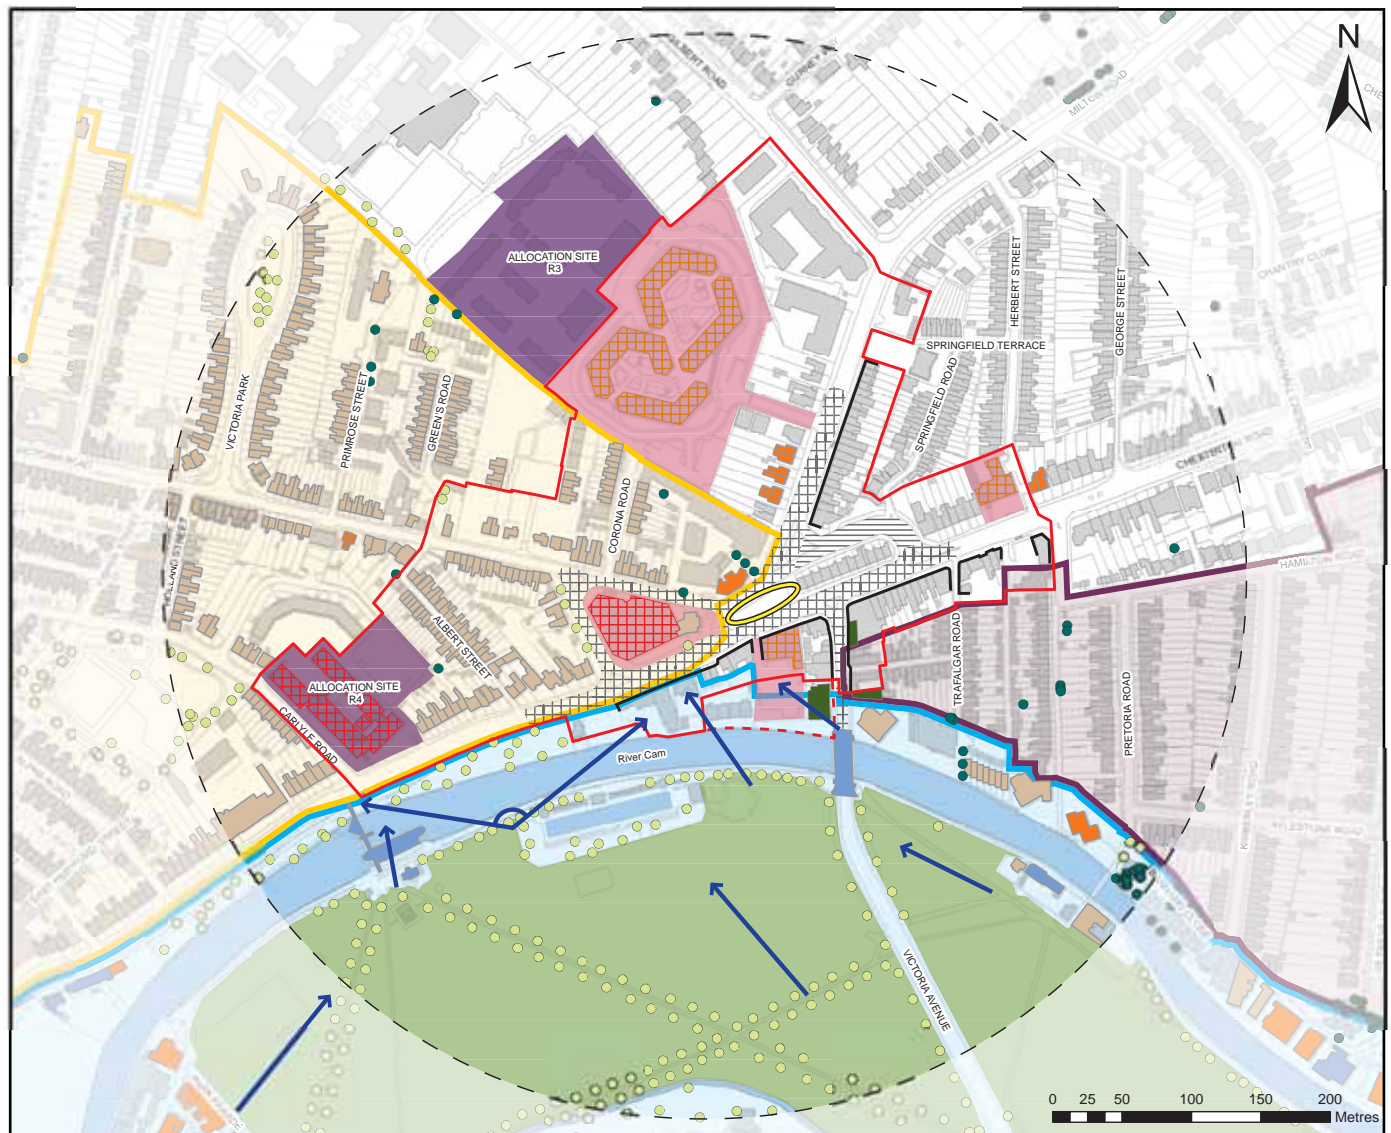 N
ALLOCATION SITE
R3
HERBERT STREET
GEORGE STREET
SPRINGFIELD TERRACE
SPRINGFIELD ROAD
VICTORIA PARK
PRIMROSE STREET
GREEN'S ROAD
CORONA ROAD
ALBERT STREET
ALLOCATION SITE
R4
CARLYLE ROAD
TRAFALGAR ROAD
PRETORIA ROAD
River Cam
VICTORIA AVENUE
0 25 50 100 150 200
Metres